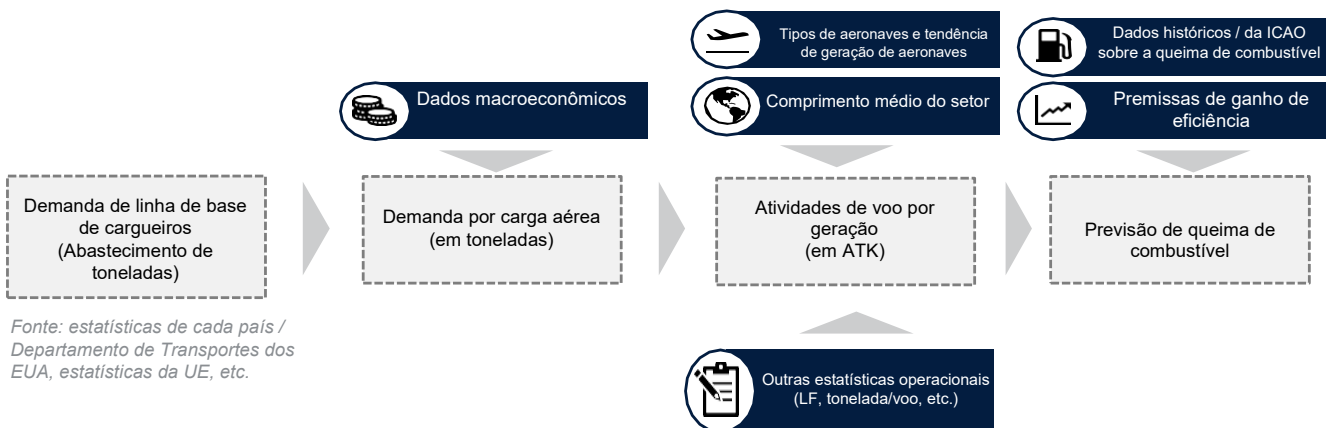 Tipos de aeronaves e tendência
de geração de aeronaves
Dados históricos / da ICAO
sobre a queima de combustível
Dados macroeconômicos
Comprimento médio do setor
Premissas de ganho de
eficiência
Demanda de linha de base
de cargueiros
(Abastecimento de
toneladas)
Demanda por carga aérea
(em toneladas)
Atividades de voo por
geração
(em ATK)
Previsão de queima de
combustível
Fonte: estatísticas de cada país /
Departamento de Transportes dos
EUA, estatísticas da UE, etc.
Outras estatísticas operacionais
(LF, tonelada/voo, etc.)